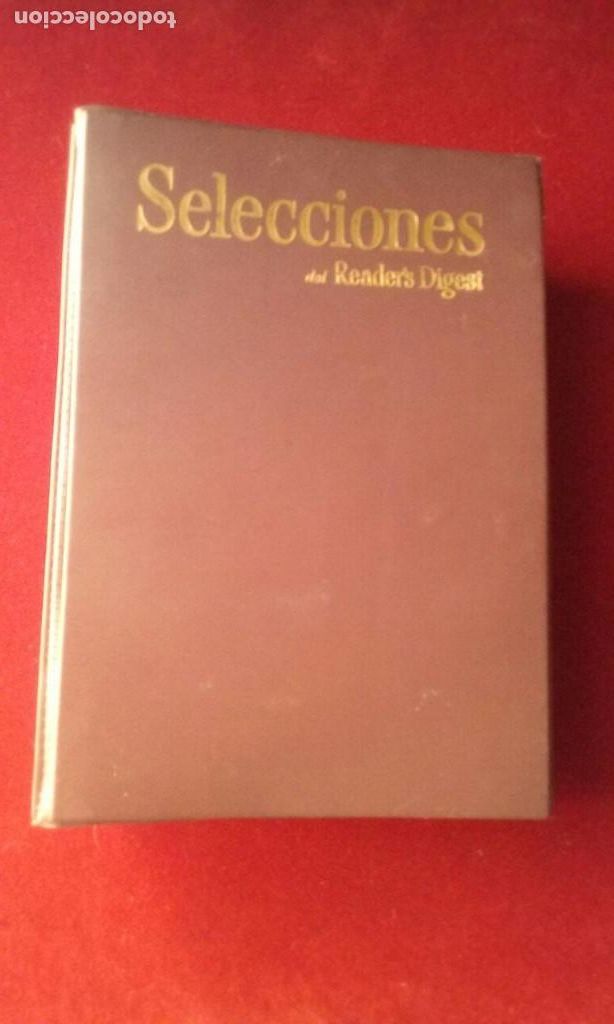 todocoleccion
Selecciones
del Reader's Digest